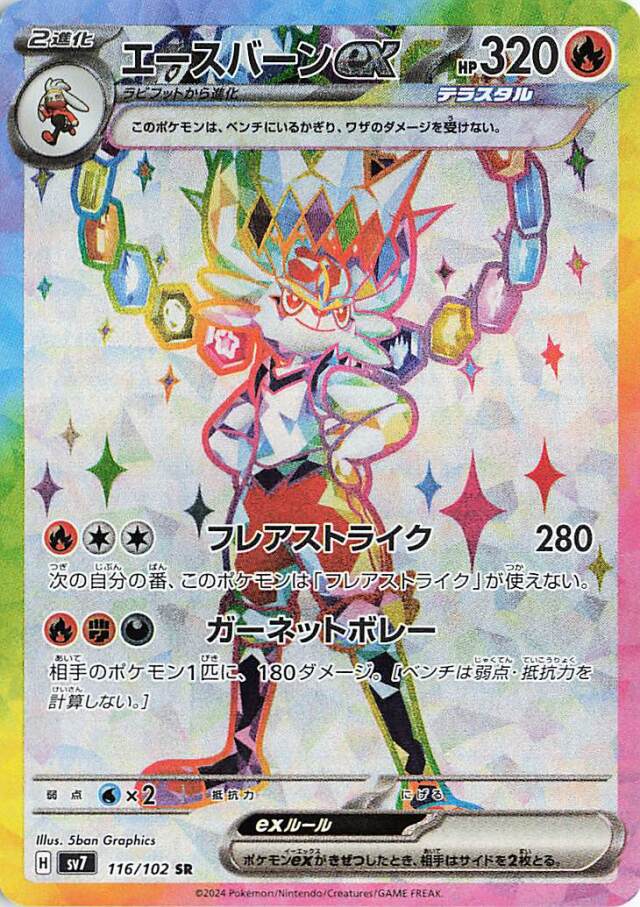 2進化
エースバーンex
HP320
ラビフットから進化
テラスタル
このポケモンは、ベンチにいるかぎり、ワザのダメージを受けない。
フレアストライク 280
次の自分の番、このポケモンは「フレアストライク」が使えない。
ガーネットボレー
相手のポケモン1匹に、180ダメージ。[ベンチは弱点・抵抗力を
計算しない。]
弱点 ×2 抵抗力 にげる
Illus. 5ban Graphics
exルール
ポケモンexがきぜつしたとき、相手はサイドを2枚とる。
H SV7 116/102 SR
©2024 Pokémon/Nintendo/Creatures/GAME FREAK.